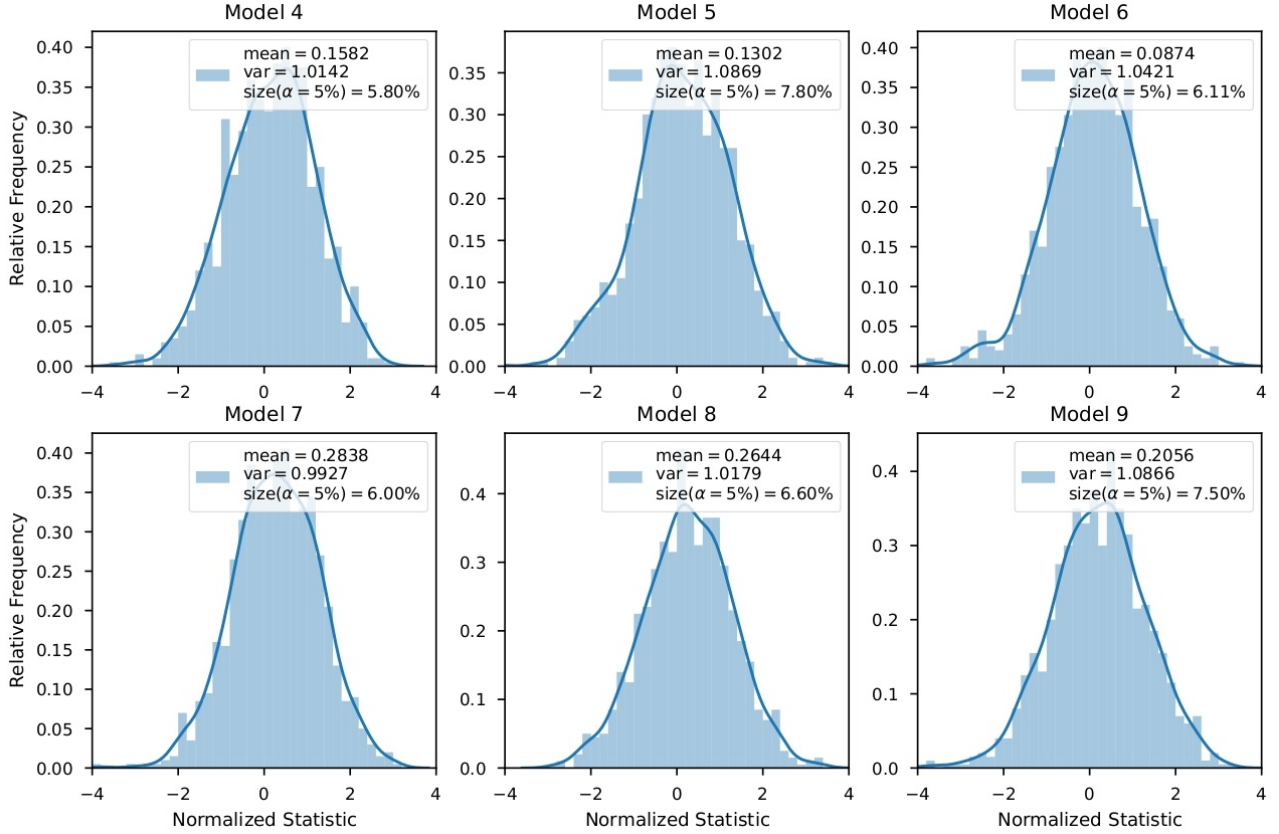 Model 4
Model 5
Model 6
mean = 0.1582
var = 1.0142
size(α = 5%) = 5.80%
mean = 0.1302
var = 1.0869
size(α = 5%) = 7.80%
mean = 0.0874
var = 1.0421
size(α = 5%) = 6.11%
Relative Frequency
0.40
0.35
0.30
0.25
0.20
0.15
0.10
0.05
0.00
0.35
0.30
0.25
0.20
0.15
0.10
0.05
0.00
0.40
0.35
0.30
0.25
0.20
0.15
0.10
0.05
0.00
−4 −2 0 2 4
−4 −2 0 2 4
−4 −2 0 2 4
Model 7
Model 8
Model 9
mean = 0.2838
var = 0.9927
size(α = 5%) = 6.00%
mean = 0.2644
var = 1.0179
size(α = 5%) = 6.60%
mean = 0.2056
var = 1.0866
size(α = 5%) = 7.50%
Relative Frequency
0.40
0.35
0.30
0.25
0.20
0.15
0.10
0.05
0.00
0.4
0.3
0.2
0.1
0.0
0.4
0.3
0.2
0.1
0.0
−4 −2 0 2 4
−4 −2 0 2 4
−4 −2 0 2 4
Normalized Statistic
Normalized Statistic
Normalized Statistic